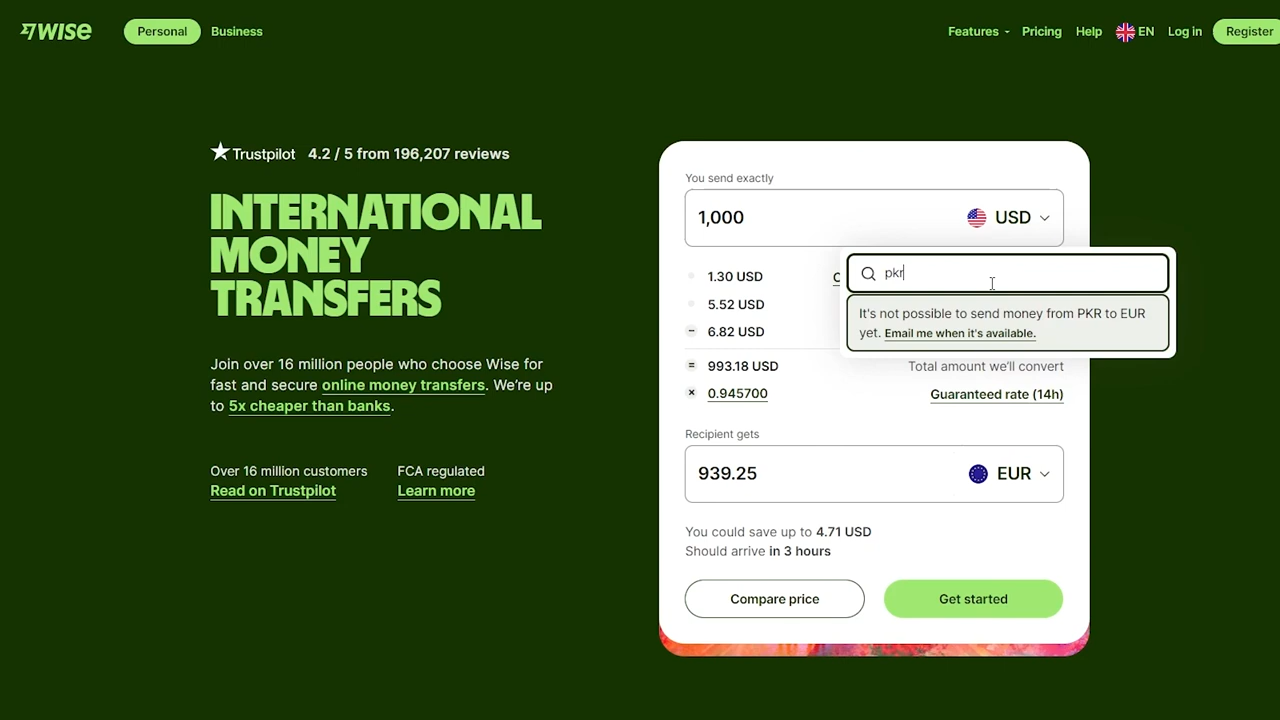 WISE
Personal
Business
Features
Pricing
Help
EN
Log in
Register
Trustpilot 4.2 / 5 from 196,207 reviews
INTERNATIONAL
MONEY
TRANSFERS
Join over 16 million people who choose Wise for
fast and secure online money transfers. We're up
to 5x cheaper than banks.
Over 16 million customers
Read on Trustpilot
FCA regulated
Learn more
You send exactly
1,000
USD
pkr
It's not possible to send money from PKR to EUR
yet. Email me when it's available.
1.30 USD
5.52 USD
6.82 USD
= 993.18 USD
Total amount we'll convert
× 0.945700
Guaranteed rate (14h)
Recipient gets
939.25
EUR
You could save up to 4.71 USD
Should arrive in 3 hours
Compare price
Get started